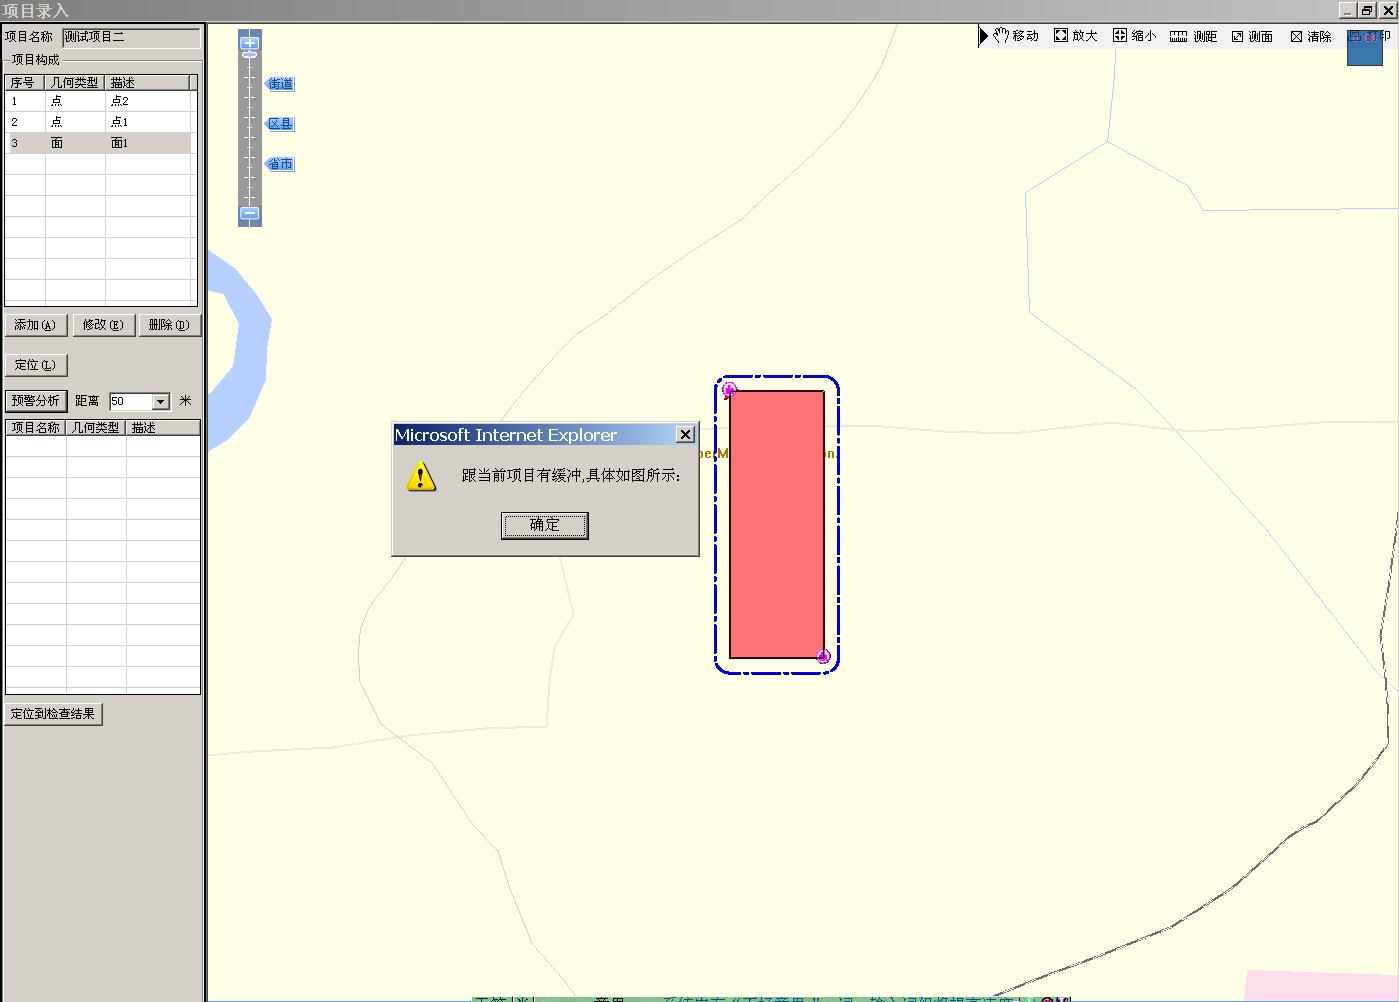 项目录入
项目名称 测试项目二
项目构成
序号 几何类型 描述
1 点 点2
2 点 点1
3 面 面1
添加(A) 修改(E) 删除(D)
定位(L)
预警分析 距离 50 米
项目名称 几何类型 描述
定位到检查结果
街道
区县
省市
移动 放大 缩小 测距 测面 清除 打印
Microsoft Internet Explorer
跟当前项目有缓冲,具体如图所示:
确定